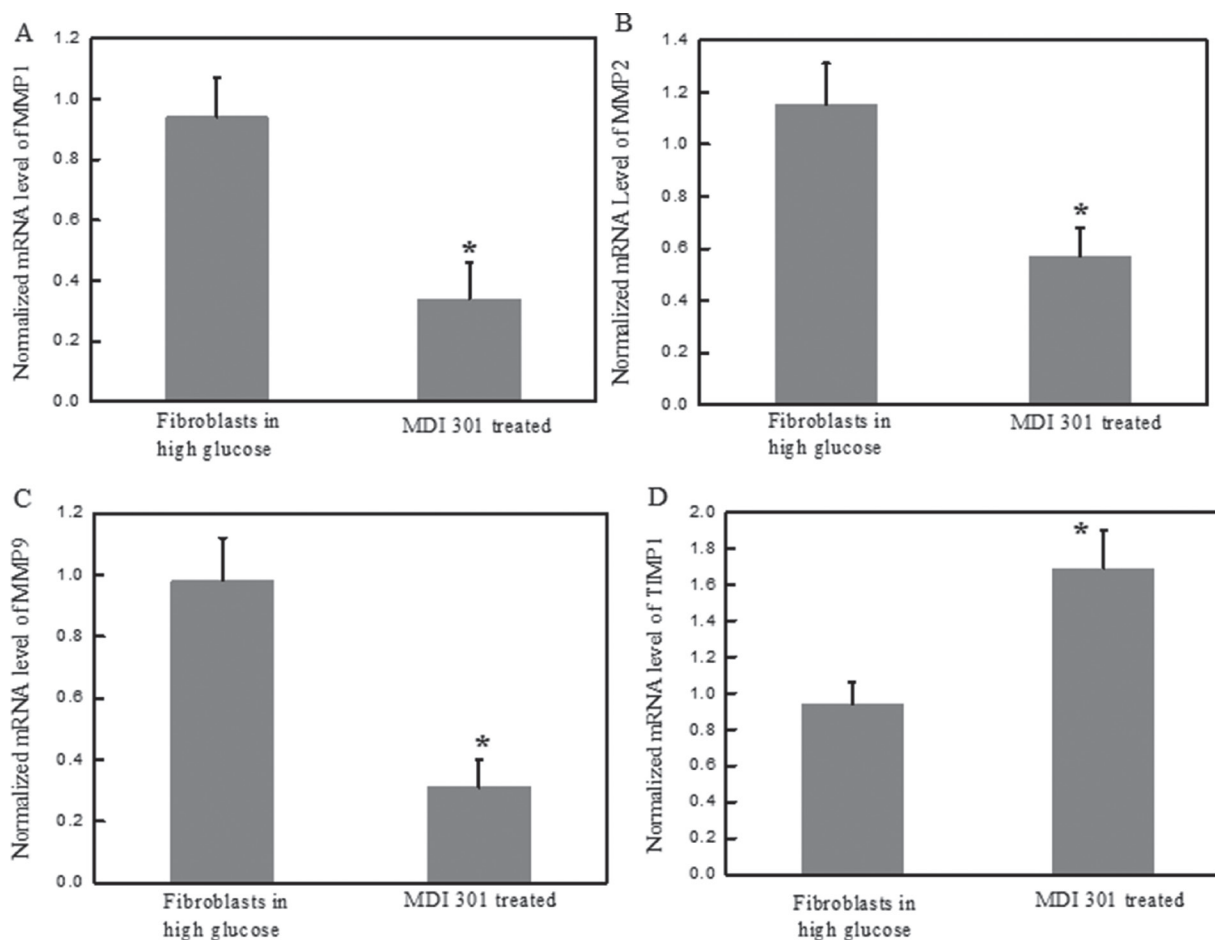 A
Normalized mRNA level of MMP1
1.2
1.0
0.8
0.6
0.4
0.2
0.0
*
Fibroblasts in
high glucose
MDI 301 treated
B
Normalized mRNA Level of MMP2
1.4
1.2
1.0
0.8
0.6
0.4
0.2
0.0
*
Fibroblasts in
high glucose
MDI 301 treated
C
Normalized mRNA level of MMP9
1.2
1.0
0.8
0.6
0.4
0.2
0.0
*
Fibroblasts in
high glucose
MDI 301 treated
D
Normalized mRNA level of TIMP1
2.0
1.8
1.6
1.4
1.2
1.0
0.8
0.6
0.4
0.2
0.0
*
Fibroblasts in
high glucose
MDI 301 treated